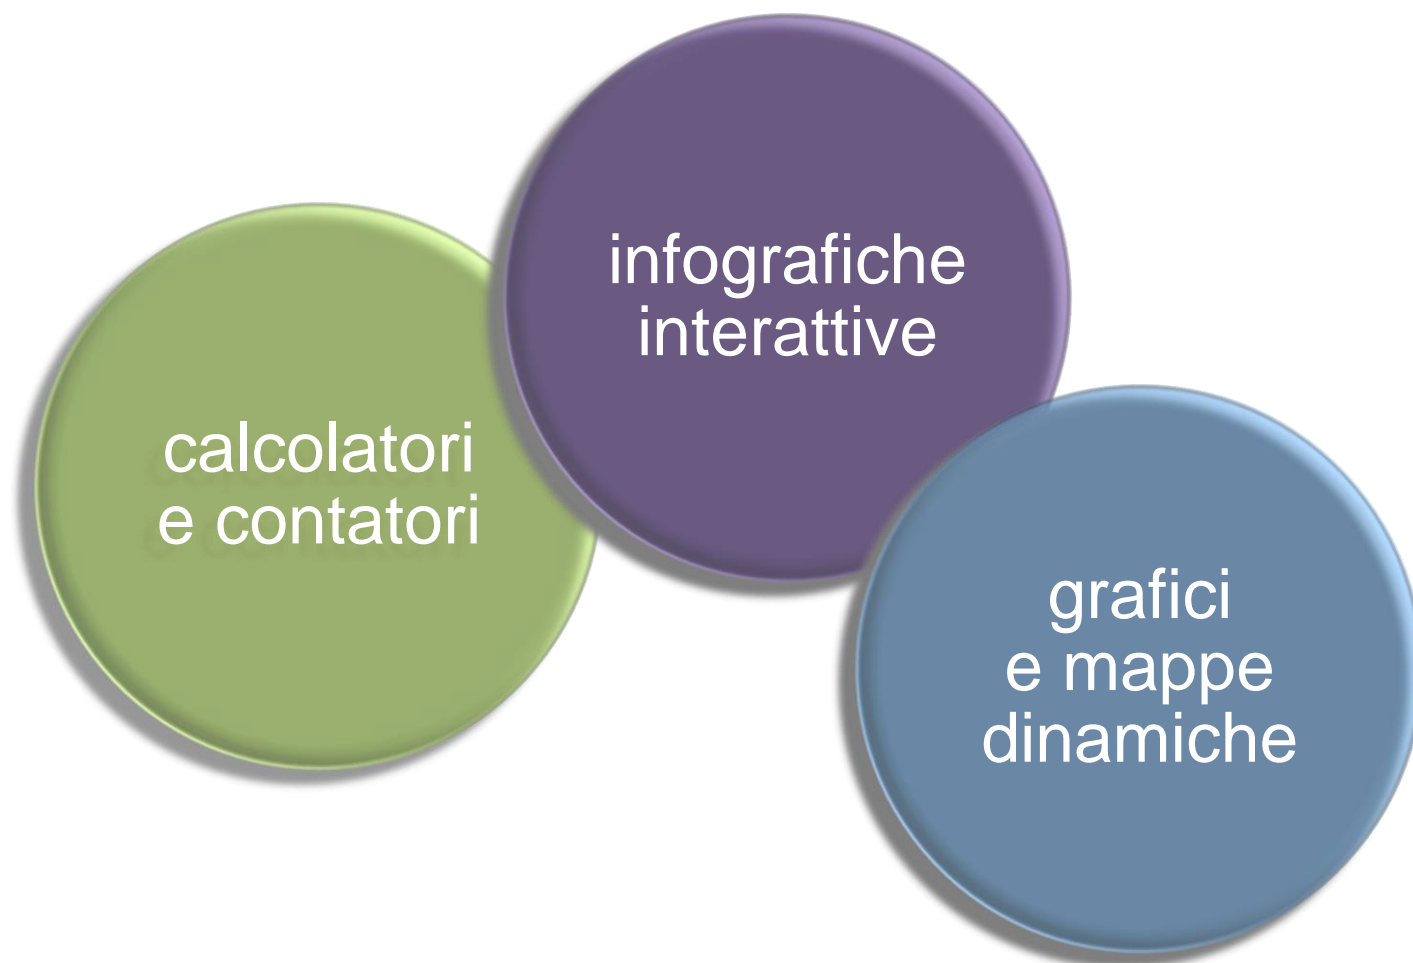 calcolatori
e contatori
infografiche
interattive
grafici
e mappe
dinamiche